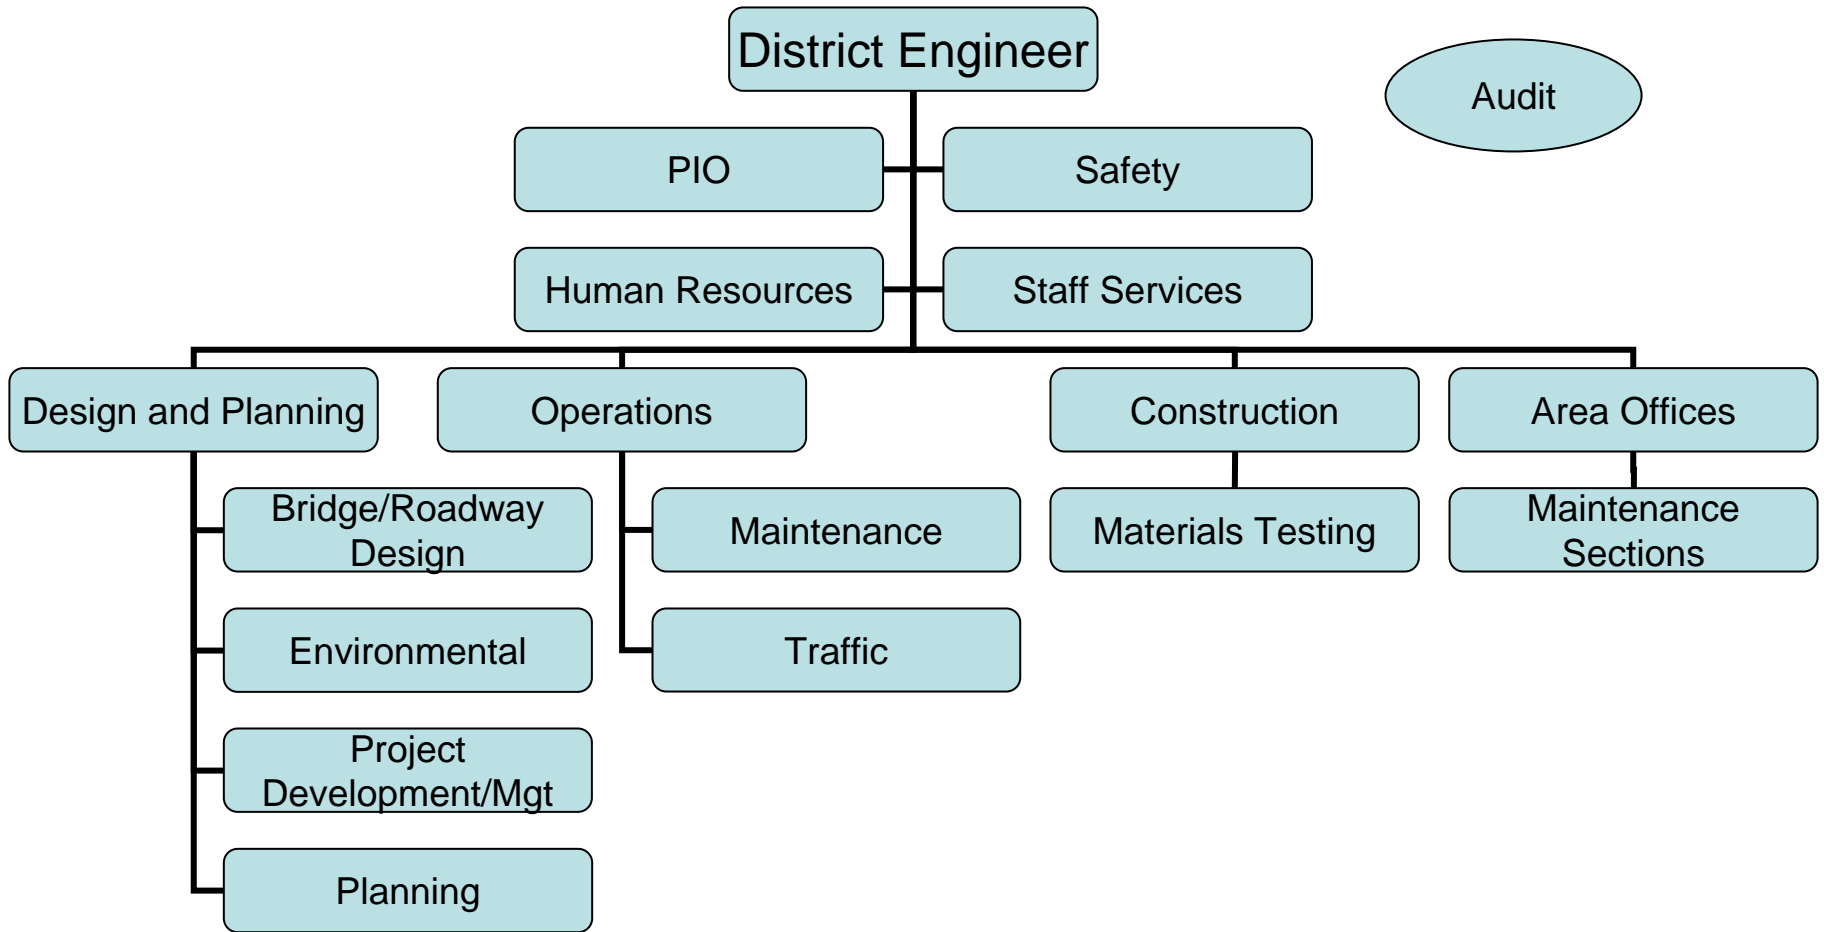 District Engineer
Audit
PIO
Safety
Human Resources
Staff Services
Design and Planning
Operations
Construction
Area Offices
Bridge/Roadway
Design
Maintenance
Materials Testing
Maintenance
Sections
Environmental
Traffic
Project
Development/Mgt
Planning